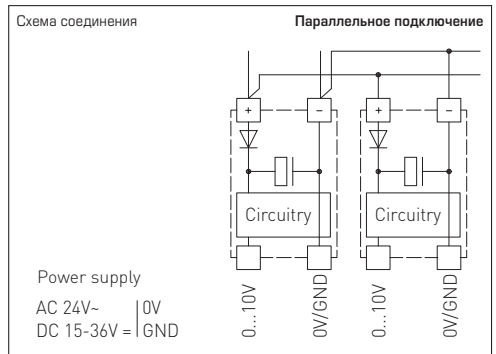 Схема соединения
Параллельное подключение
+ − + −
Circuitry Circuitry
Power supply
AC 24V~ | 0V
DC 15-36V = | GND
0...10V
0V/GND
0...10V
0V/GND